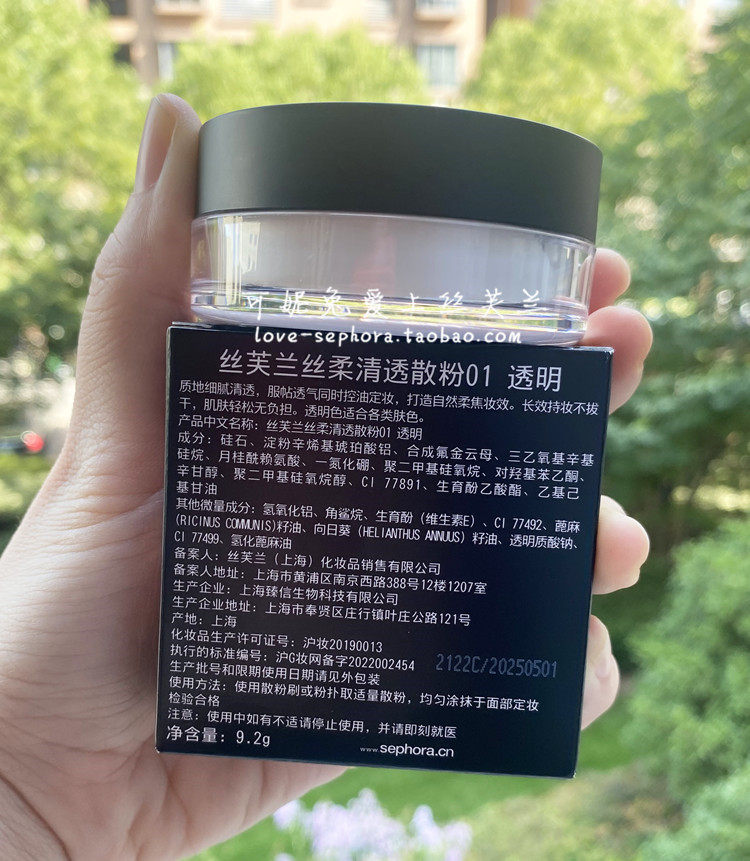 可妮兔爱上丝芙兰
love-sephora.taobao.com
丝芙兰丝柔清透散粉01 透明
质地细腻清透，服帖透气同时控油定妆，打造自然柔焦妆效。长效持妆不拔
干，肌肤轻松无负担。透明色适合各类肤色。
产品中文名称：丝芙兰丝柔清透散粉01 透明
成分：硅石、淀粉辛烯基琥珀酸铝、合成氟金云母、三乙氧基辛基
硅烷、月桂酰赖氨酸、一氮化硼、聚二甲基硅氧烷、对羟基苯乙酮、
辛甘醇、聚二甲基硅氧烷醇、CI 77891、生育酚乙酸酯、乙基己
基甘油
其他微量成分：氢氧化铝、角鲨烷、生育酚（维生素E）、CI 77492、蓖麻
(RICINUS COMMUNIS)籽油、向日葵（HELIANTHUS ANNUUS）籽油、透明质酸钠、
CI 77499、氢化蓖麻油
备案人：丝芙兰（上海）化妆品销售有限公司
备案人地址：上海市黄浦区南京西路388号12楼1207室
生产企业：上海臻信生物科技有限公司
生产企业地址：上海市奉贤区庄行镇叶庄公路121号
产地：上海
化妆品生产许可证号：沪妆20190013
执行的标准编号：沪G妆网备字2022002454
2122C/20250501
生产批号和限期使用日期请见外包装
使用方法：使用散粉刷或粉扑取适量散粉，均匀涂抹于面部定妆
检验合格
注意：使用中如有不适请停止使用，并请即刻就医
净含量：9.2g
www.sephora.cn